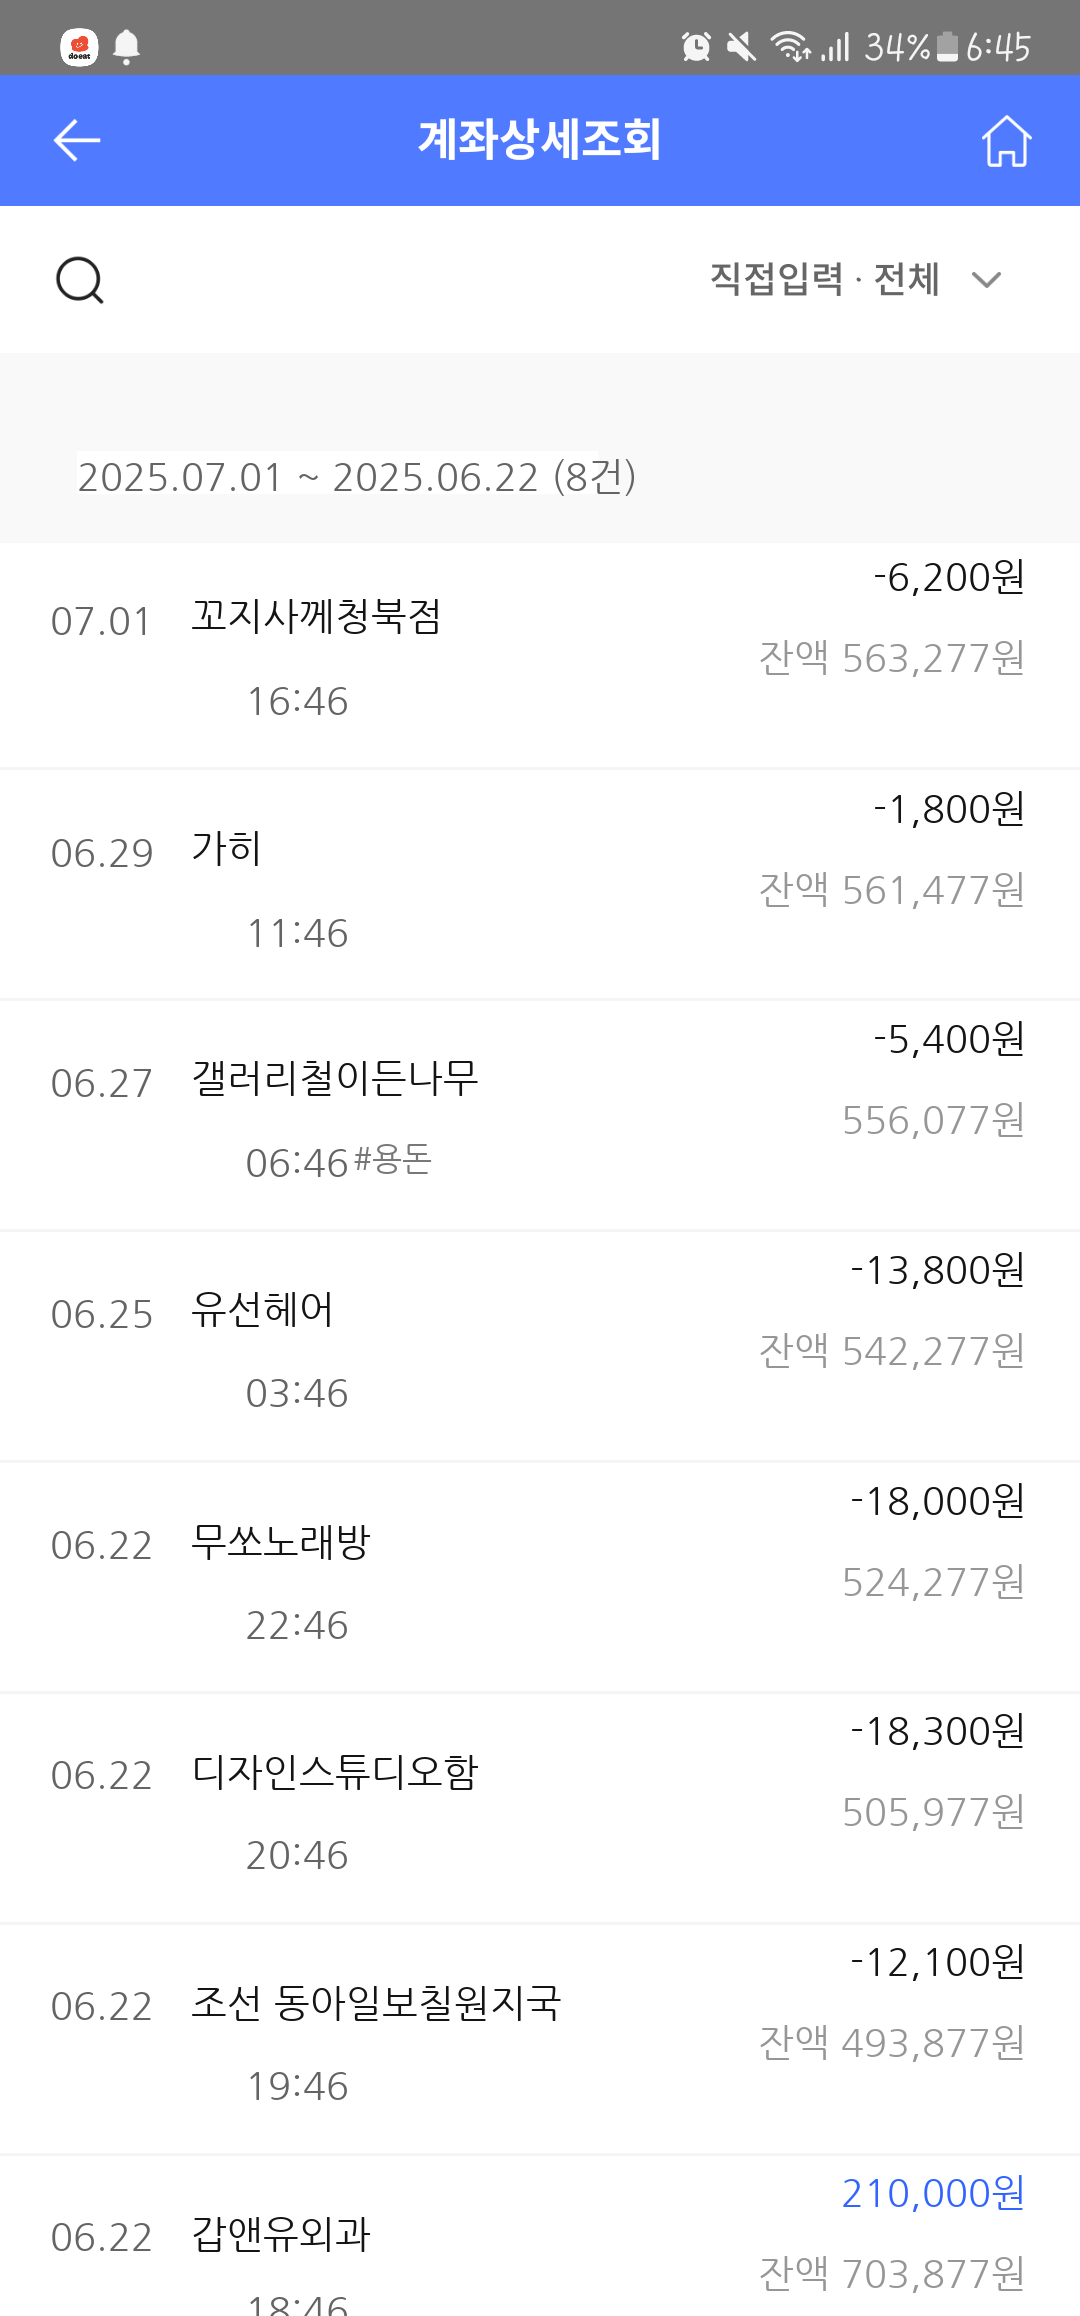 doeat 34% 6:45
계좌상세조회
직접입력 · 전체
2025.07.01 ~ 2025.06.22 (8건)
-6,200원
07.01 꼬지사께청북점
잔액 563,277원
16:46
-1,800원
06.29 가히
잔액 561,477원
11:46
-5,400원
06.27 갤러리철이든나무
556,077원
06:46 #용돈
-13,800원
06.25 유선헤어
잔액 542,277원
03:46
-18,000원
06.22 무쏘노래방
524,277원
22:46
-18,300원
06.22 디자인스튜디오함
505,977원
20:46
-12,100원
06.22 조선 동아일보칠원지국
잔액 493,877원
19:46
210,000원
06.22 갑앤유외과
잔액 703,877원
18:46